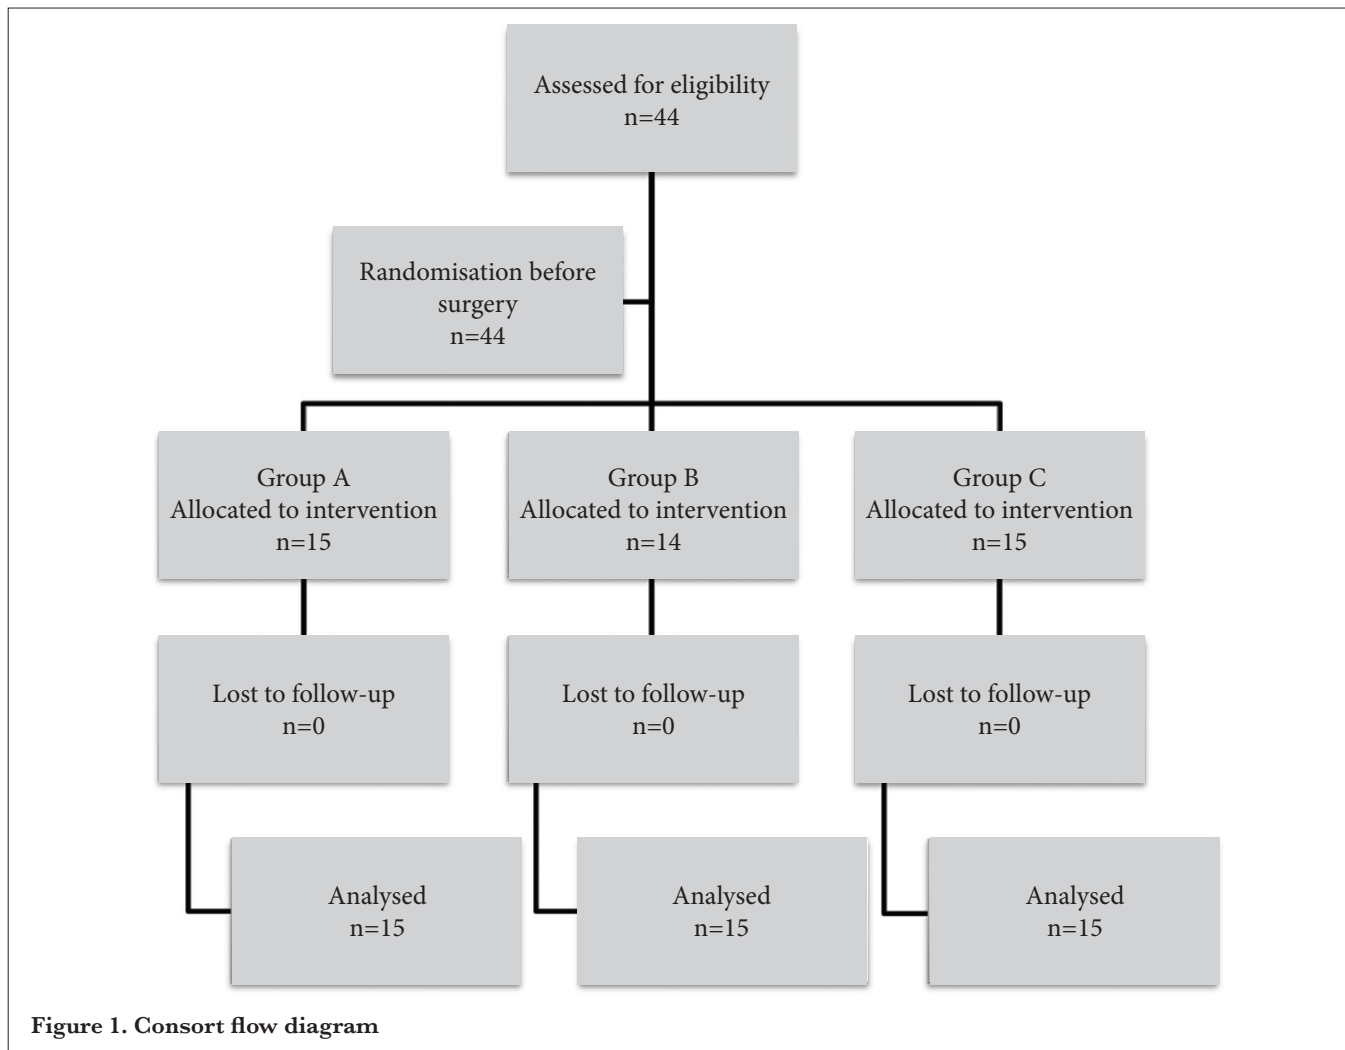 Assessed for eligibility
n=44
Randomisation before
surgery
n=44
Group A
Allocated to intervention
n=15
Group B
Allocated to intervention
n=14
Group C
Allocated to intervention
n=15
Lost to follow-up
n=0
Lost to follow-up
n=0
Lost to follow-up
n=0
Analysed
n=15
Analysed
n=15
Analysed
n=15
Figure 1. Consort flow diagram